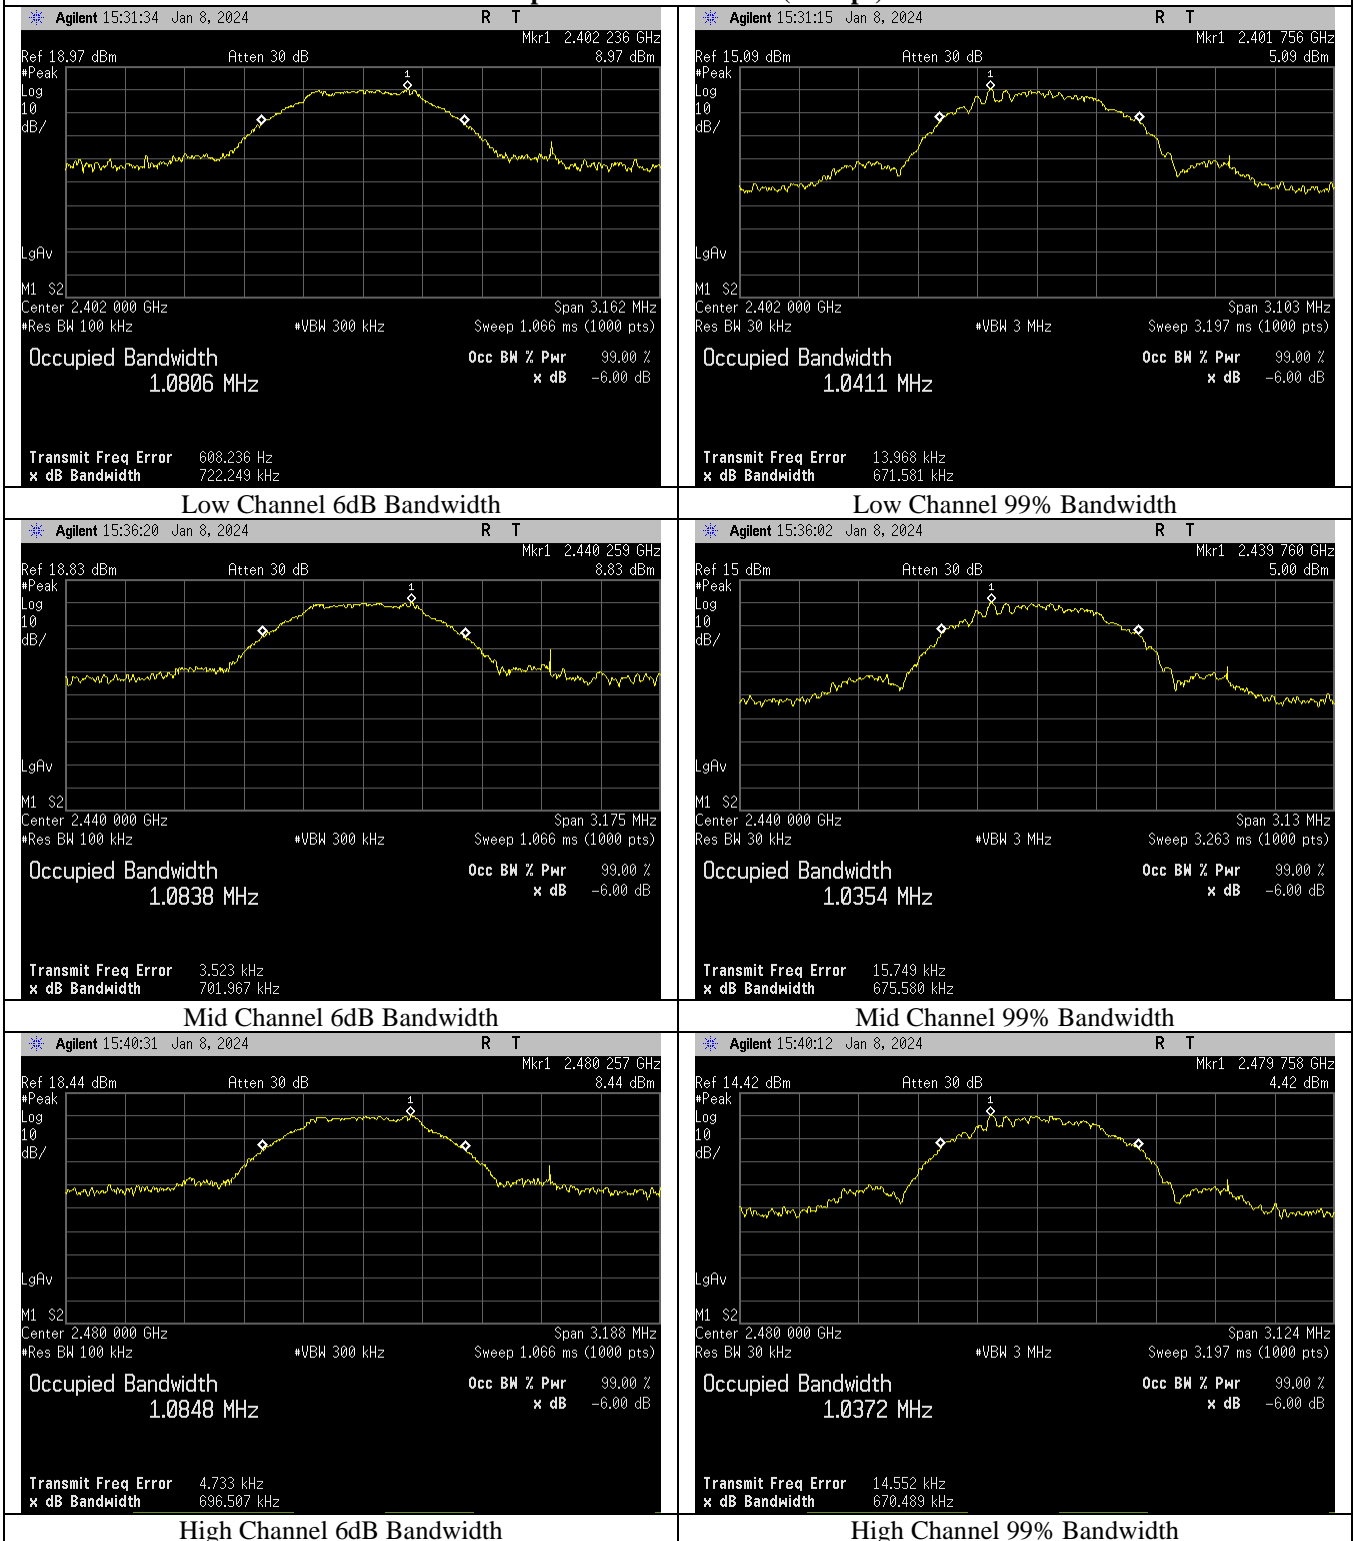 Agilent 15:31:34 Jan 8, 2024 R T
Mkr1 2.402 236 GHz
Ref 18.97 dBm Atten 30 dB 8.97 dBm
#Peak
Log
10
dB/
1
LgAv
M1 S2
Center 2.402 000 GHz Span 3.162 MHz
#Res BW 100 kHz #VBW 300 kHz Sweep 1.066 ms (1000 pts)
Occupied Bandwidth Occ BW % Pwr 99.00 %
1.0806 MHz x dB -6.00 dB
Transmit Freq Error 608.236 Hz
x dB Bandwidth 722.249 kHz
Low Channel 6dB Bandwidth
Agilent 15:31:15 Jan 8, 2024 R T
Mkr1 2.401 756 GHz
Ref 15.09 dBm Atten 30 dB 5.09 dBm
#Peak
Log
10
dB/
1
LgAv
M1 S2
Center 2.402 000 GHz Span 3.103 MHz
Res BW 30 kHz #VBW 3 MHz Sweep 3.197 ms (1000 pts)
Occupied Bandwidth Occ BW % Pwr 99.00 %
1.0411 MHz x dB -6.00 dB
Transmit Freq Error 13.968 kHz
x dB Bandwidth 671.581 kHz
Low Channel 99% Bandwidth
Agilent 15:36:20 Jan 8, 2024 R T
Mkr1 2.440 259 GHz
Ref 18.83 dBm Atten 30 dB 8.83 dBm
#Peak
Log
10
dB/
1
LgAv
M1 S2
Center 2.440 000 GHz Span 3.175 MHz
#Res BW 100 kHz #VBW 300 kHz Sweep 1.066 ms (1000 pts)
Occupied Bandwidth Occ BW % Pwr 99.00 %
1.0838 MHz x dB -6.00 dB
Transmit Freq Error 3.523 kHz
x dB Bandwidth 701.967 kHz
Mid Channel 6dB Bandwidth
Agilent 15:36:02 Jan 8, 2024 R T
Mkr1 2.439 760 GHz
Ref 15 dBm Atten 30 dB 5.00 dBm
#Peak
Log
10
dB/
1
LgAv
M1 S2
Center 2.440 000 GHz Span 3.13 MHz
Res BW 30 kHz #VBW 3 MHz Sweep 3.263 ms (1000 pts)
Occupied Bandwidth Occ BW % Pwr 99.00 %
1.0354 MHz x dB -6.00 dB
Transmit Freq Error 15.749 kHz
x dB Bandwidth 675.580 kHz
Mid Channel 99% Bandwidth
Agilent 15:40:31 Jan 8, 2024 R T
Mkr1 2.480 257 GHz
Ref 18.44 dBm Atten 30 dB 8.44 dBm
#Peak
Log
10
dB/
1
LgAv
M1 S2
Center 2.480 000 GHz Span 3.188 MHz
#Res BW 100 kHz #VBW 300 kHz Sweep 1.066 ms (1000 pts)
Occupied Bandwidth Occ BW % Pwr 99.00 %
1.0848 MHz x dB -6.00 dB
Transmit Freq Error 4.733 kHz
x dB Bandwidth 696.507 kHz
High Channel 6dB Bandwidth
Agilent 15:40:12 Jan 8, 2024 R T
Mkr1 2.479 758 GHz
Ref 14.42 dBm Atten 30 dB 4.42 dBm
#Peak
Log
10
dB/
1
LgAv
M1 S2
Center 2.480 000 GHz Span 3.124 MHz
Res BW 30 kHz #VBW 3 MHz Sweep 3.197 ms (1000 pts)
Occupied Bandwidth Occ BW % Pwr 99.00 %
1.0372 MHz x dB -6.00 dB
Transmit Freq Error 14.552 kHz
x dB Bandwidth 670.489 kHz
High Channel 99% Bandwidth